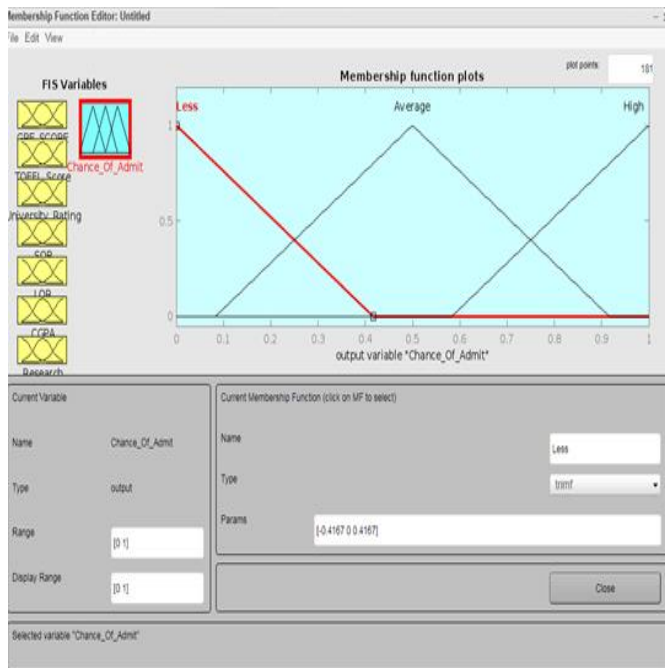 Membership Function Editor: Untitled
File Edit View
FIS Variables
GRE_SCORE
TOEFL_Score
University_Rating
SOP
LOR
CGPA
Research
Chance_Of_Admit
Membership function plots
plot points:
181
Less
Average
High
1
0.5
0
0 0.1 0.2 0.3 0.4 0.5 0.6 0.7 0.8 0.9 1
output variable "Chance_Of_Admit"
Current Variable
Name
Chance_Of_Admit
Type
output
Range
[0 1]
Display Range
[0 1]
Current Membership Function (click on MF to select)
Name
Less
Type
trimf
Params
[-0.4167 0 0.4167]
Close
Selected variable "Chance_Of_Admit"